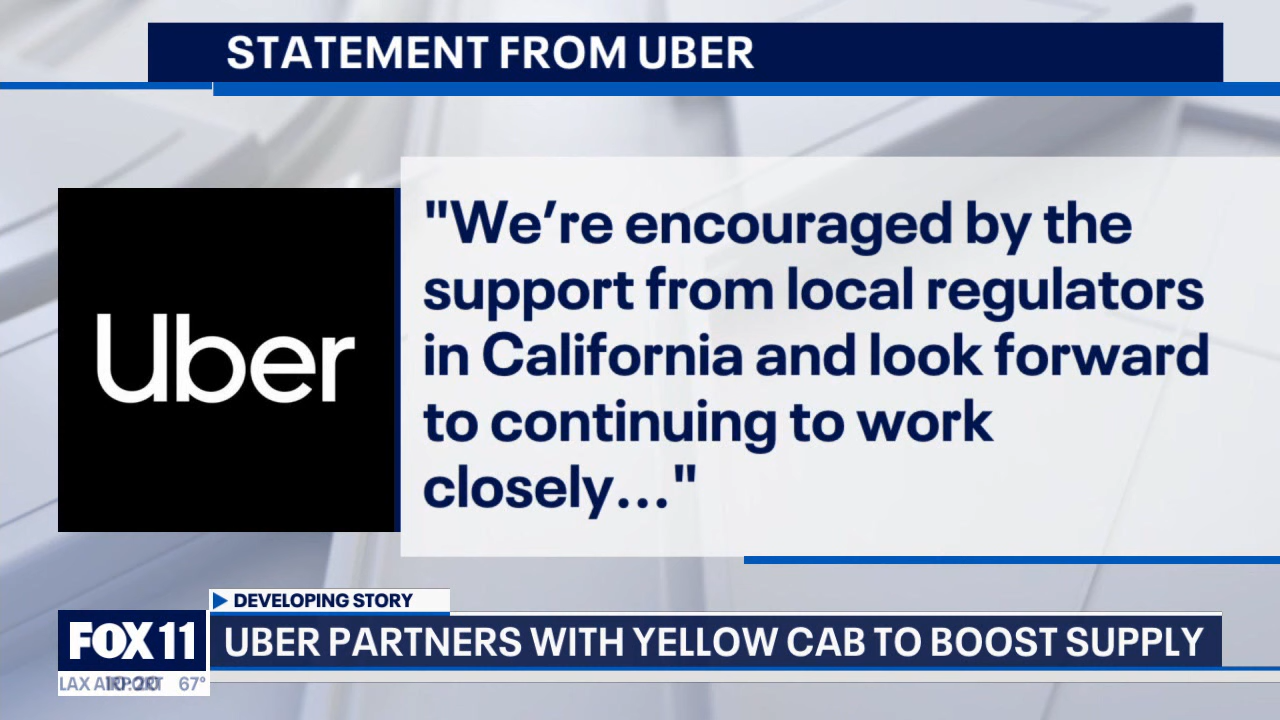 STATEMENT FROM UBER
Uber
"We’re encouraged by the
support from local regulators
in California and look forward
to continuing to work
closely..."
DEVELOPING STORY
FOX 11
UBER PARTNERS WITH YELLOW CAB TO BOOST SUPPLY
67°